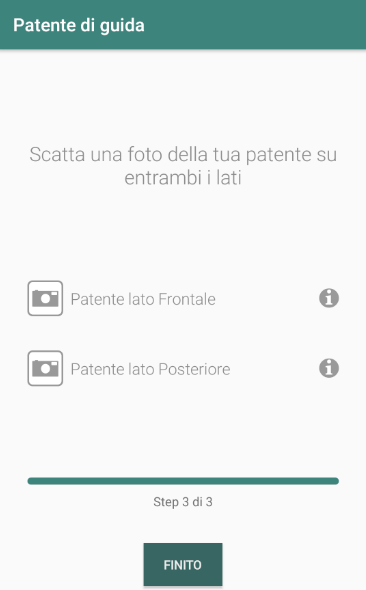 Patente di guida
Scatta una foto della tua patente su
entrambi i lati
Patente lato Frontale
Patente lato Posteriore
Step 3 di 3
FINITO